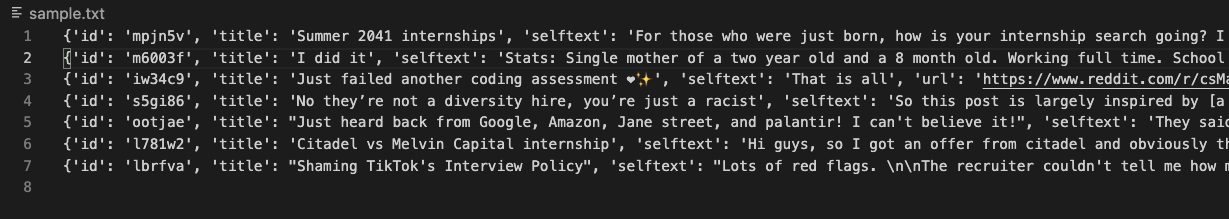 sample.txt
1 {'id': 'mpjn5v', 'title': 'Summer 2041 internships', 'selftext': 'For those who were just born, how is your internship search going? I
2 {'id': 'm6003f', 'title': 'I did it', 'selftext': 'Stats: Single mother of a two year old and a 8 month old. Working full time. School
3 {'id': 'iw34c9', 'title': 'Just failed another coding assessment ❤✨', 'selftext': 'That is all', 'url': 'https://www.reddit.com/r/csMa
4 {'id': 's5gi86', 'title': 'No they’re not a diversity hire, you’re just a racist', 'selftext': 'So this post is largely inspired by [a
5 {'id': 'ootjae', 'title': "Just heard back from Google, Amazon, Jane street, and palantir! I can't believe it!", 'selftext': 'They said
6 {'id': 'l781w2', 'title': 'Citadel vs Melvin Capital internship', 'selftext': 'Hi guys, so I got an offer from citadel and obviously th
7 {'id': 'lbrfva', 'title': "Shaming TikTok's Interview Policy", 'selftext': "Lots of red flags. \n\nThe recruiter couldn't tell me how m
8